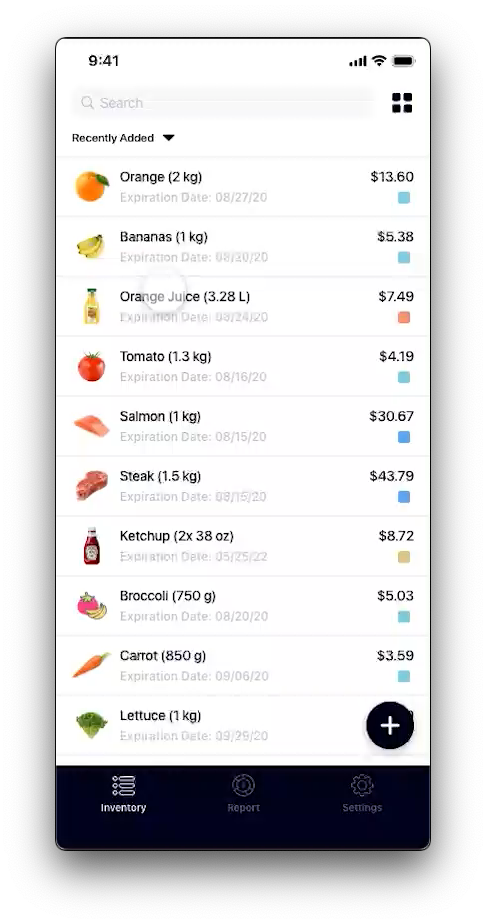 9:41
Search
Recently Added
Orange (2 kg)
$13.60
Expiration Date: 08/27/20
Bananas (1 kg)
$5.38
Expiration Date: 08/20/20
Orange Juice (3.28 L)
$7.49
Expiration Date: 08/24/20
Tomato (1.3 kg)
$4.19
Expiration Date: 08/16/20
Salmon (1 kg)
$30.67
Expiration Date: 08/15/20
Steak (1.5 kg)
$43.79
Expiration Date: 08/15/20
Ketchup (2x 38 oz)
$8.72
Expiration Date: 05/25/22
Broccoli (750 g)
$5.03
Expiration Date: 08/20/20
Carrot (850 g)
$3.59
Expiration Date: 09/06/20
Lettuce (1 kg)
Expiration Date: 09/29/20
Inventory
Report
Settings